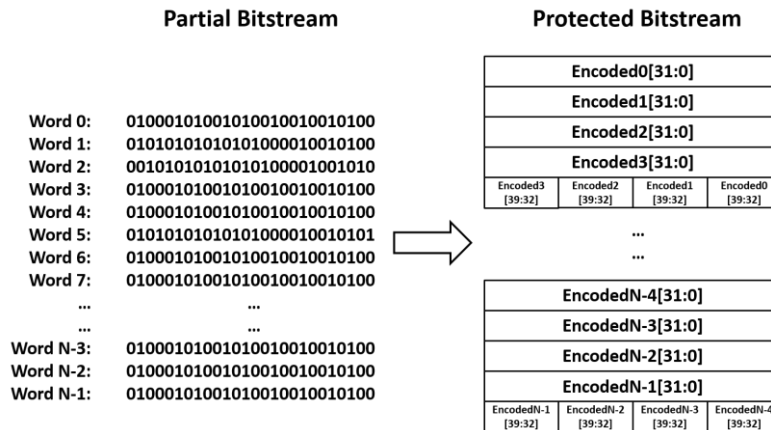 Partial Bitstream
Word 0: 01000101001010010010010100
Word 1: 01010101010101000010010100
Word 2: 00101010101010100001001010
Word 3: 01000101001010010010010100
Word 4: 01000101001010010010010100
Word 5: 01010101010101000010010101
Word 6: 01000101001010010010010100
Word 7: 01000101001010010010010100
... ...
... ...
Word N-3: 01000101001010010010010100
Word N-2: 01000101001010010010010100
Word N-1: 01000101001010010010010100
Protected Bitstream
Encoded0[31:0]
Encoded1[31:0]
Encoded2[31:0]
Encoded3[31:0]
Encoded3 Encoded2 Encoded1 Encoded0
[39:32] [39:32] [39:32] [39:32]
...
...
EncodedN-4[31:0]
EncodedN-3[31:0]
EncodedN-2[31:0]
EncodedN-1[31:0]
EncodedN-1 EncodedN-2 EncodedN-3 EncodedN-4
[39:32] [39:32] [39:32] [39:32]